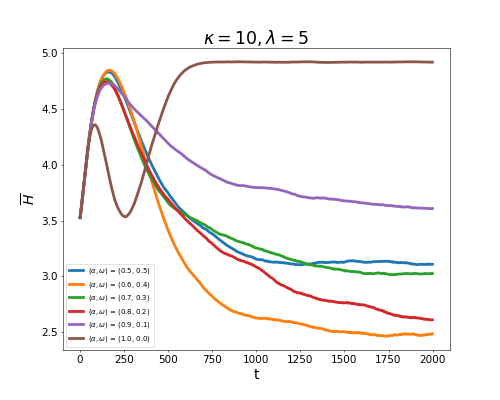 κ = 10, λ = 5
H̅
5.0
4.5
4.0
3.5
3.0
2.5
(α, ω) = (0.5, 0.5)
(α, ω) = (0.6, 0.4)
(α, ω) = (0.7, 0.3)
(α, ω) = (0.8, 0.2)
(α, ω) = (0.9, 0.1)
(α, ω) = (1.0, 0.0)
0 250 500 750 1000 1250 1500 1750 2000
t